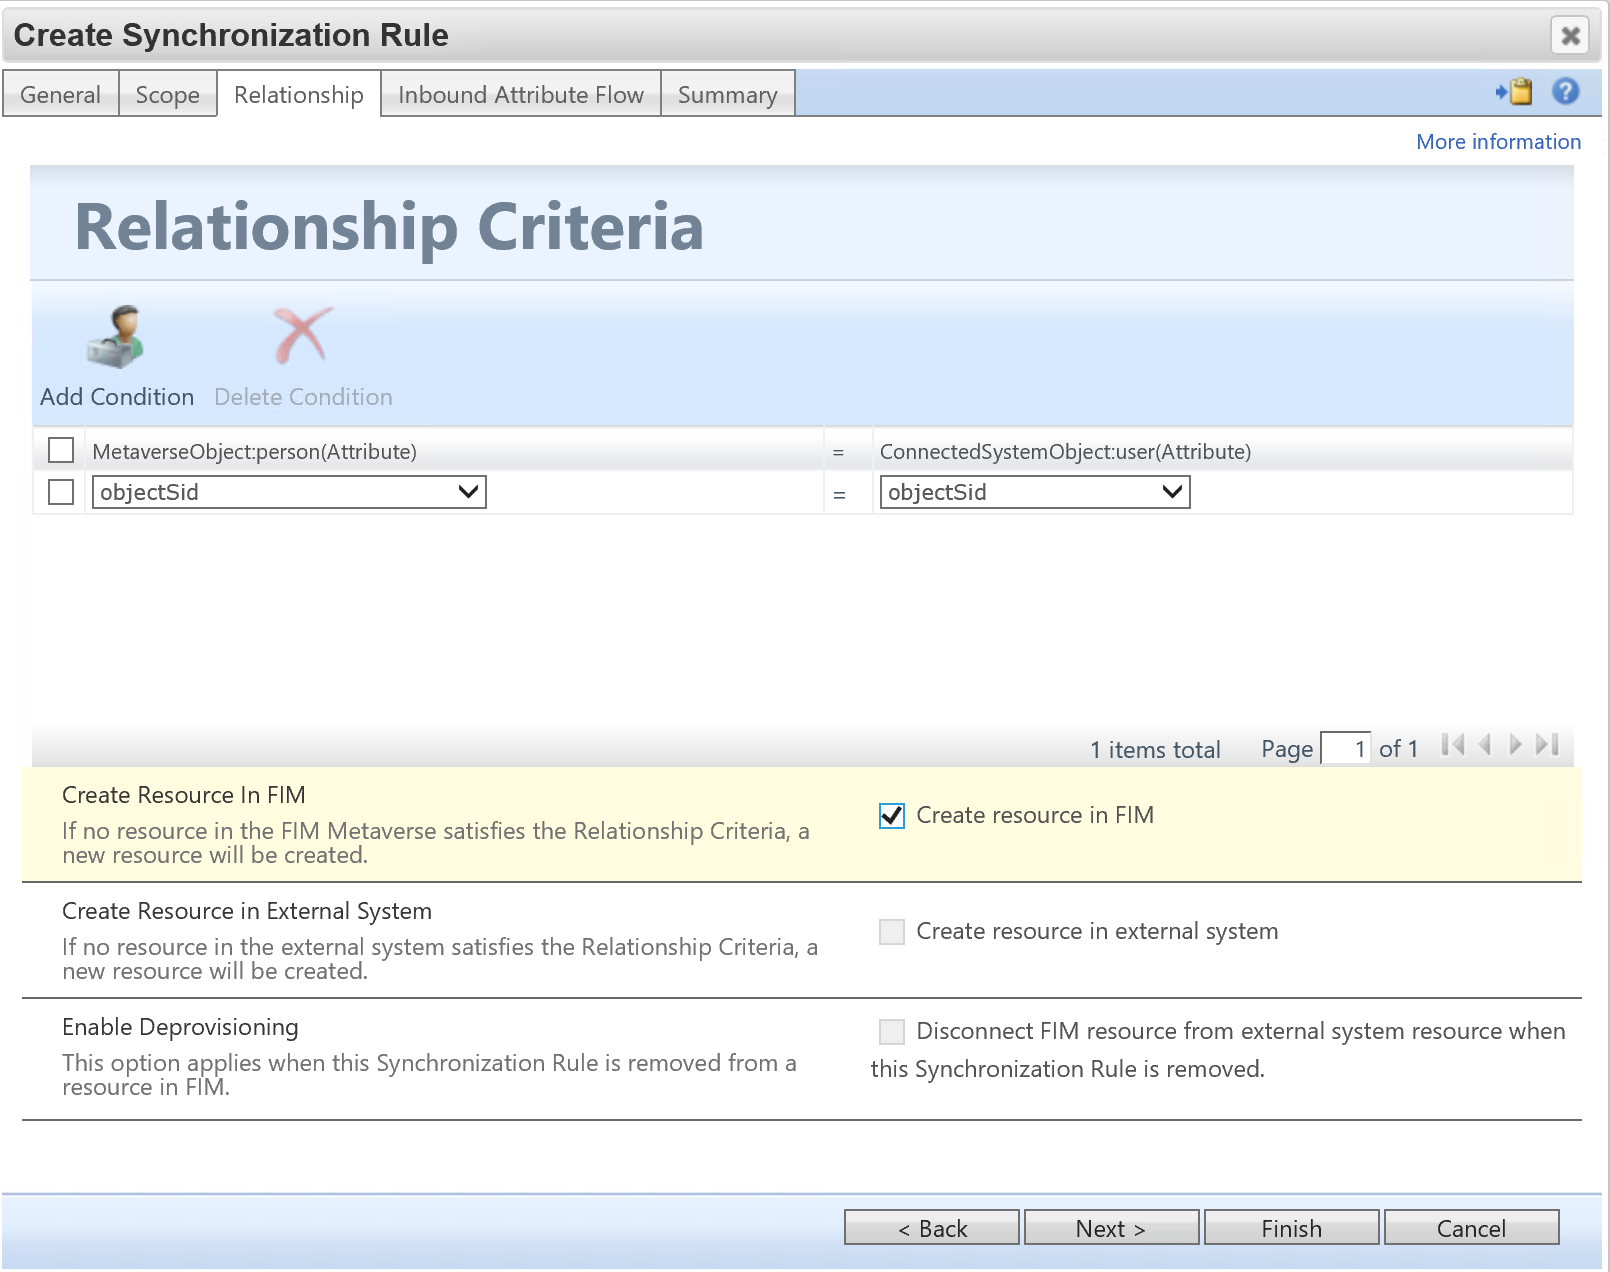 Create Synchronization Rule
General Scope Relationship Inbound Attribute Flow Summary
More information
Relationship Criteria
Add Condition Delete Condition
MetaverseObject:person(Attribute) = ConnectedSystemObject:user(Attribute)
objectSid = objectSid
1 items total Page 1 of 1
Create Resource In FIM
If no resource in the FIM Metaverse satisfies the Relationship Criteria, a
new resource will be created.
Create resource in FIM
Create Resource in External System
If no resource in the external system satisfies the Relationship Criteria, a
new resource will be created.
Create resource in external system
Enable Deprovisioning
This option applies when this Synchronization Rule is removed from a
resource in FIM.
Disconnect FIM resource from external system resource when
this Synchronization Rule is removed.
< Back Next > Finish Cancel